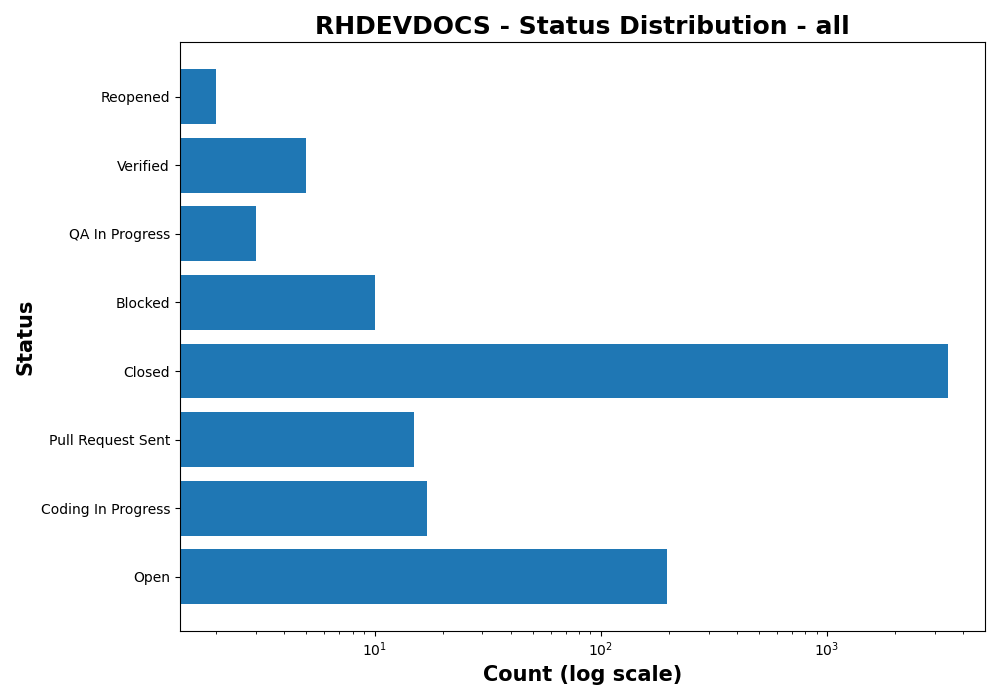 RHDEVDOCS - Status Distribution - all
Status
Reopened
Verified
QA In Progress
Blocked
Closed
Pull Request Sent
Coding In Progress
Open
10¹
10²
10³
Count (log scale)